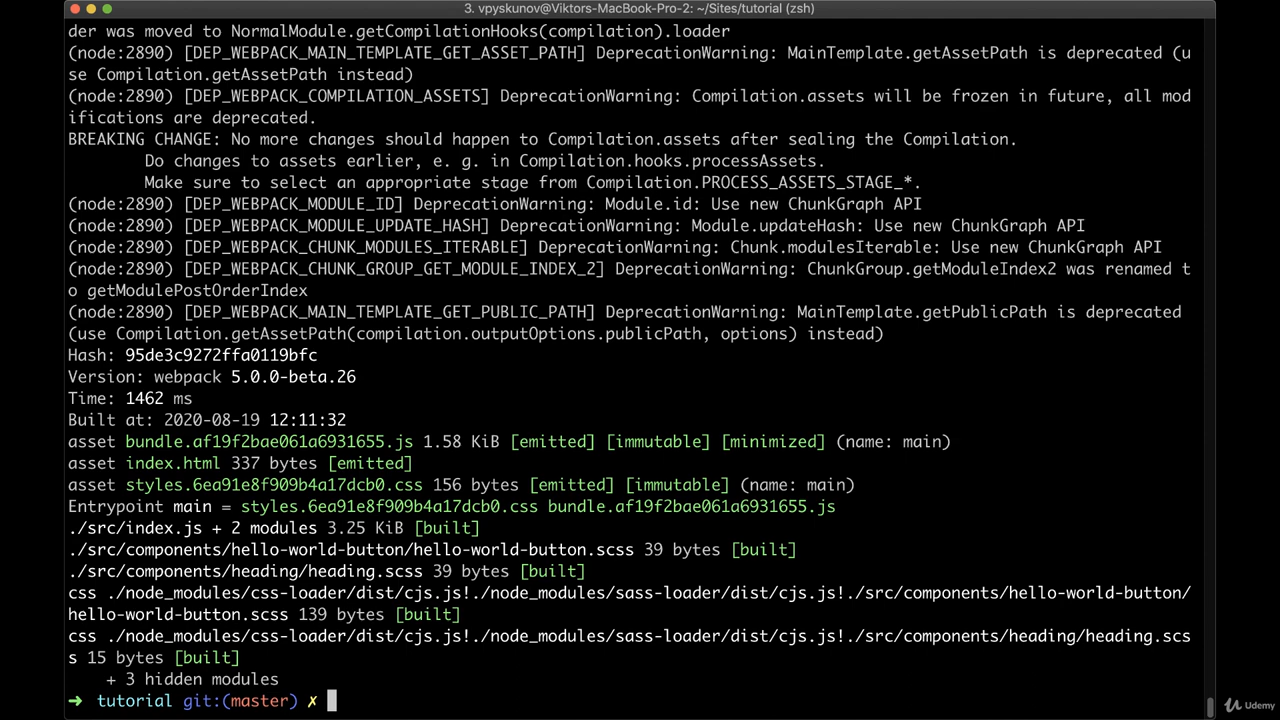 3. vpyskunov@Viktors-MacBook-Pro-2: ~/Sites/tutorial (zsh)
der was moved to NormalModule.getCompilationHooks(compilation).loader
(node:2890) [DEP_WEBPACK_MAIN_TEMPLATE_GET_ASSET_PATH] DeprecationWarning: MainTemplate.getAssetPath is deprecated (u
se Compilation.getAssetPath instead)
(node:2890) [DEP_WEBPACK_COMPILATION_ASSETS] DeprecationWarning: Compilation.assets will be frozen in future, all mod
ifications are deprecated.
BREAKING CHANGE: No more changes should happen to Compilation.assets after sealing the Compilation.
Do changes to assets earlier, e. g. in Compilation.hooks.processAssets.
Make sure to select an appropriate stage from Compilation.PROCESS_ASSETS_STAGE_*.
(node:2890) [DEP_WEBPACK_MODULE_ID] DeprecationWarning: Module.id: Use new ChunkGraph API
(node:2890) [DEP_WEBPACK_MODULE_UPDATE_HASH] DeprecationWarning: Module.updateHash: Use new ChunkGraph API
(node:2890) [DEP_WEBPACK_CHUNK_MODULES_ITERABLE] DeprecationWarning: Chunk.modulesIterable: Use new ChunkGraph API
(node:2890) [DEP_WEBPACK_CHUNK_GROUP_GET_MODULE_INDEX_2] DeprecationWarning: ChunkGroup.getModuleIndex2 was renamed t
o getModulePostOrderIndex
(node:2890) [DEP_WEBPACK_MAIN_TEMPLATE_GET_PUBLIC_PATH] DeprecationWarning: MainTemplate.getPublicPath is deprecated
(use Compilation.getAssetPath(compilation.outputOptions.publicPath, options) instead)
Hash: 95de3c9272ffa0119bfc
Version: webpack 5.0.0-beta.26
Time: 1462 ms
Built at: 2020-08-19 12:11:32
asset bundle.af19f2bae061a6931655.js 1.58 KiB [emitted] [immutable] [minimized] (name: main)
asset index.html 337 bytes [emitted]
asset styles.6ea91e8f909b4a17dcb0.css 156 bytes [emitted] [immutable] (name: main)
Entrypoint main = styles.6ea91e8f909b4a17dcb0.css bundle.af19f2bae061a6931655.js
./src/index.js + 2 modules 3.25 KiB [built]
./src/components/hello-world-button/hello-world-button.scss 39 bytes [built]
./src/components/heading/heading.scss 39 bytes [built]
css ./node_modules/css-loader/dist/cjs.js!./node_modules/sass-loader/dist/cjs.js!./src/components/hello-world-button/
hello-world-button.scss 139 bytes [built]
css ./node_modules/css-loader/dist/cjs.js!./node_modules/sass-loader/dist/cjs.js!./src/components/heading/heading.scs
s 15 bytes [built]
+ 3 hidden modules
➜ tutorial git:(master) ✗
Udemy